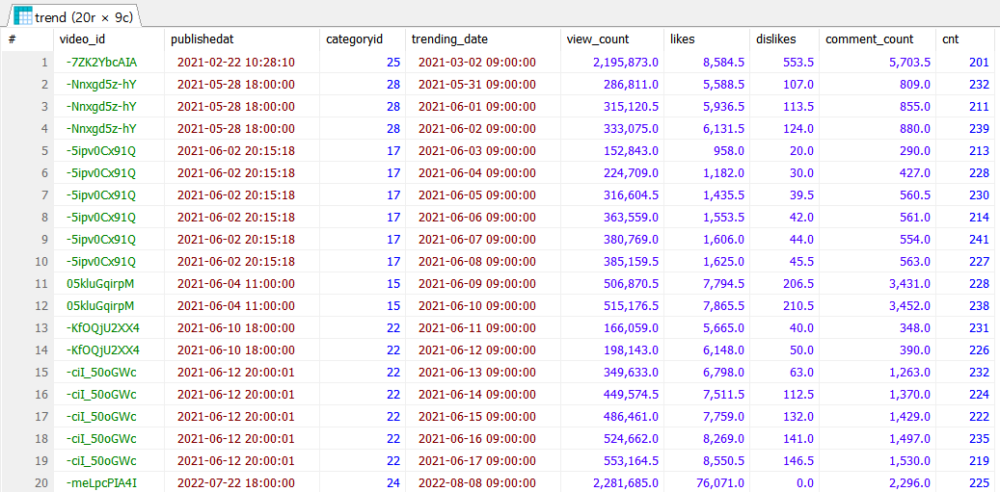 trend (20r × 9c)
# video_id publishedat categoryid trending_date view_count likes dislikes comment_count cnt
1 -7ZK2YbcAIA 2021-02-22 10:28:10 25 2021-03-02 09:00:00 2,195,873.0 8,584.5 553.5 5,703.5 201
2 -Nnxgd5z-hY 2021-05-28 18:00:00 28 2021-05-31 09:00:00 286,811.0 5,588.5 107.0 809.0 232
3 -Nnxgd5z-hY 2021-05-28 18:00:00 28 2021-06-01 09:00:00 315,120.5 5,936.5 113.5 855.0 211
4 -Nnxgd5z-hY 2021-05-28 18:00:00 28 2021-06-02 09:00:00 333,075.0 6,131.5 124.0 880.0 239
5 -5ipv0Cx91Q 2021-06-02 20:15:18 17 2021-06-03 09:00:00 152,843.0 958.0 20.0 290.0 213
6 -5ipv0Cx91Q 2021-06-02 20:15:18 17 2021-06-04 09:00:00 224,709.0 1,182.0 30.0 427.0 228
7 -5ipv0Cx91Q 2021-06-02 20:15:18 17 2021-06-05 09:00:00 316,604.5 1,435.5 39.5 560.5 230
8 -5ipv0Cx91Q 2021-06-02 20:15:18 17 2021-06-06 09:00:00 363,559.0 1,553.5 42.0 561.0 214
9 -5ipv0Cx91Q 2021-06-02 20:15:18 17 2021-06-07 09:00:00 380,769.0 1,606.0 44.0 554.0 241
10 -5ipv0Cx91Q 2021-06-02 20:15:18 17 2021-06-08 09:00:00 385,159.5 1,625.0 45.5 563.0 227
11 05kluGqirpM 2021-06-04 11:00:00 15 2021-06-09 09:00:00 506,870.5 7,794.5 206.5 3,431.0 228
12 05kluGqirpM 2021-06-04 11:00:00 15 2021-06-10 09:00:00 515,176.5 7,865.5 210.5 3,452.0 238
13 -KfOQjU2XX4 2021-06-10 18:00:00 22 2021-06-11 09:00:00 166,059.0 5,665.0 40.0 348.0 231
14 -KfOQjU2XX4 2021-06-10 18:00:00 22 2021-06-12 09:00:00 198,143.0 6,148.0 50.0 390.0 226
15 -ciI_50oGWc 2021-06-12 20:00:01 22 2021-06-13 09:00:00 349,633.0 6,798.0 63.0 1,263.0 232
16 -ciI_50oGWc 2021-06-12 20:00:01 22 2021-06-14 09:00:00 449,574.5 7,511.5 112.5 1,370.0 224
17 -ciI_50oGWc 2021-06-12 20:00:01 22 2021-06-15 09:00:00 486,461.0 7,759.0 132.0 1,429.0 222
18 -ciI_50oGWc 2021-06-12 20:00:01 22 2021-06-16 09:00:00 524,662.0 8,269.0 141.0 1,497.0 235
19 -ciI_50oGWc 2021-06-12 20:00:01 22 2021-06-17 09:00:00 553,164.5 8,550.5 146.5 1,530.0 219
20 -meLpcPIA4I 2022-07-22 18:00:00 24 2022-08-08 09:00:00 2,281,685.0 76,071.0 0.0 2,296.0 225